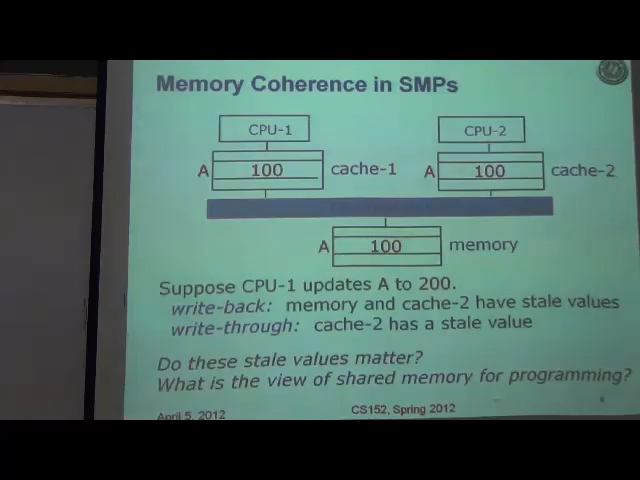 Memory Coherence in SMPs
CPU-1
CPU-2
A 100 cache-1
A 100 cache-2
A 100 memory
Suppose CPU-1 updates A to 200.
write-back: memory and cache-2 have stale values
write-through: cache-2 has a stale value
Do these stale values matter?
What is the view of shared memory for programming?
April 5, 2012
CS152, Spring 2012